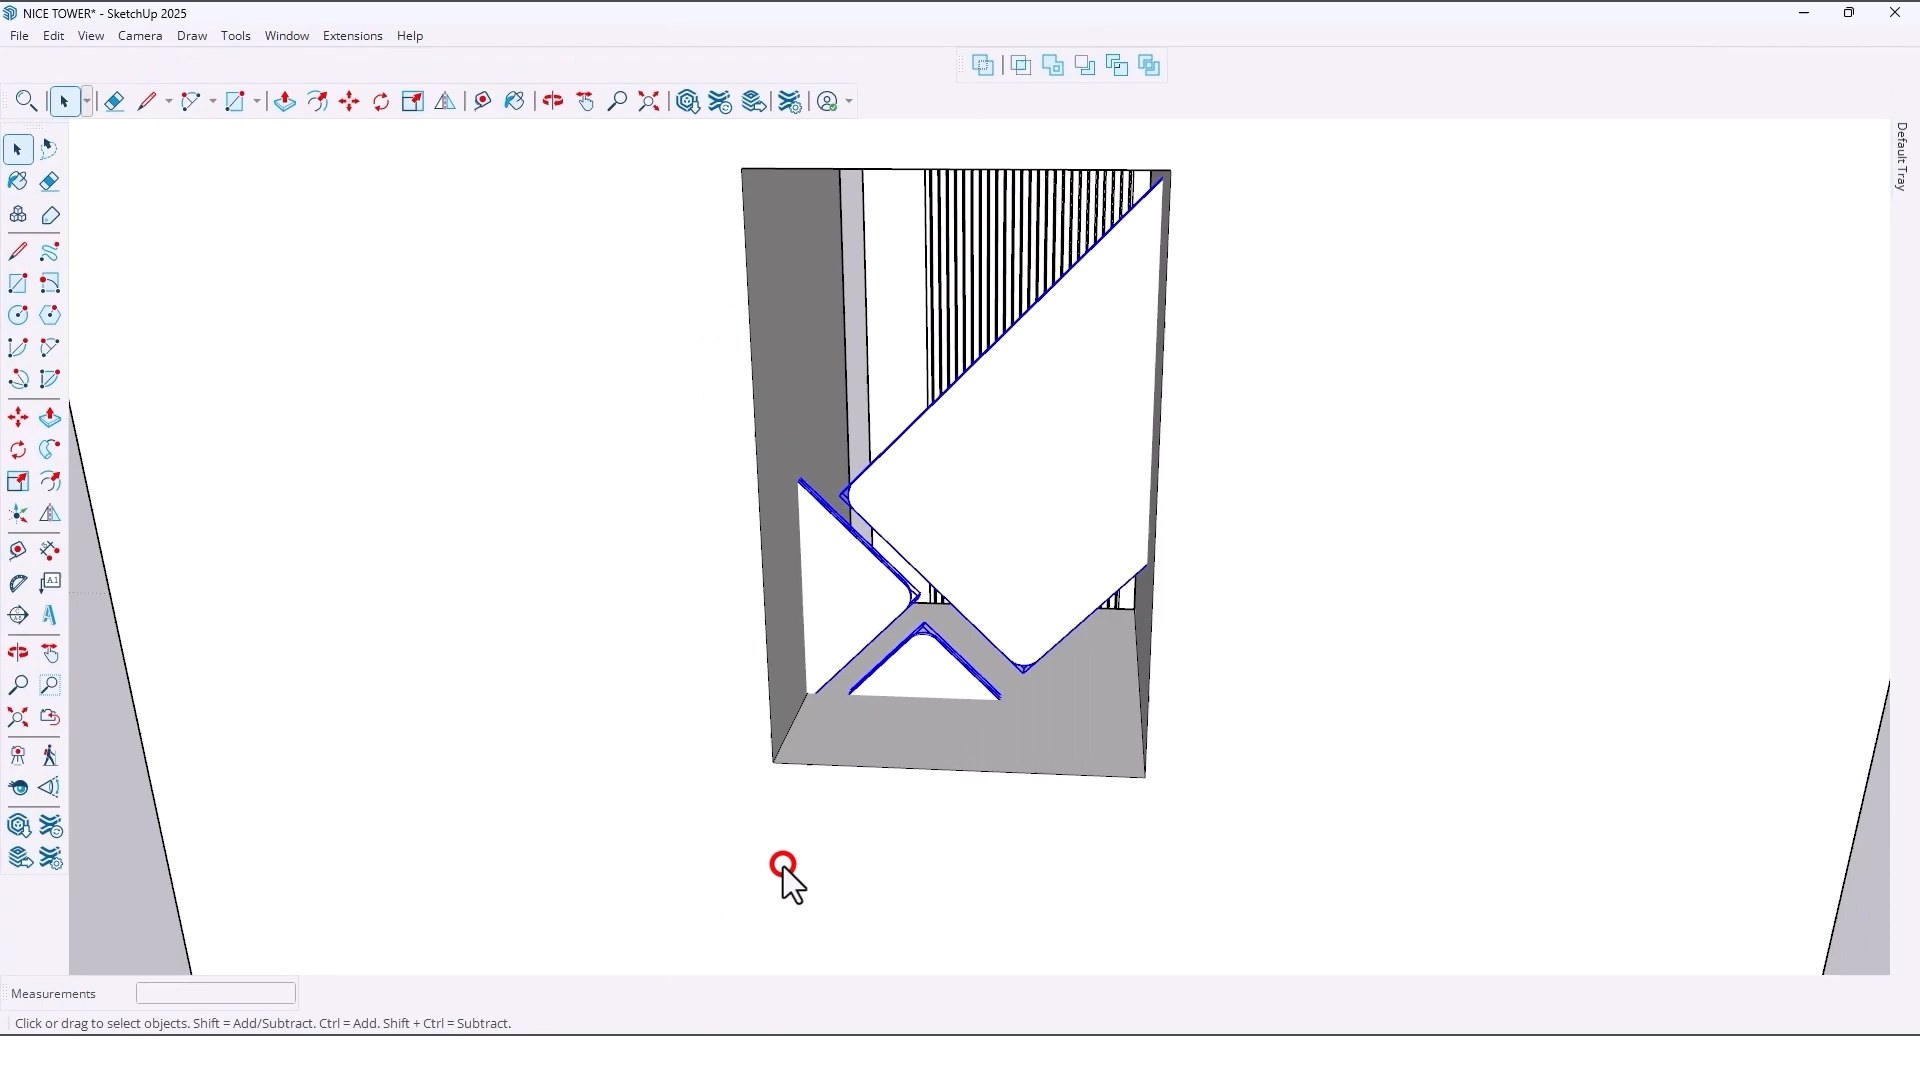 NICE TOWER* - SketchUp 2025
File Edit View Camera Draw Tools Window Extensions Help
Default Tray
A1
A
Measurements
Click or drag to select objects. Shift = Add/Subtract. Ctrl = Add. Shift + Ctrl = Subtract.